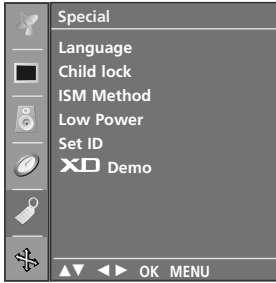 Special
Language
Child lock
ISM Method
Low Power
Set ID
XD Demo
▲▼ ◄► OK MENU